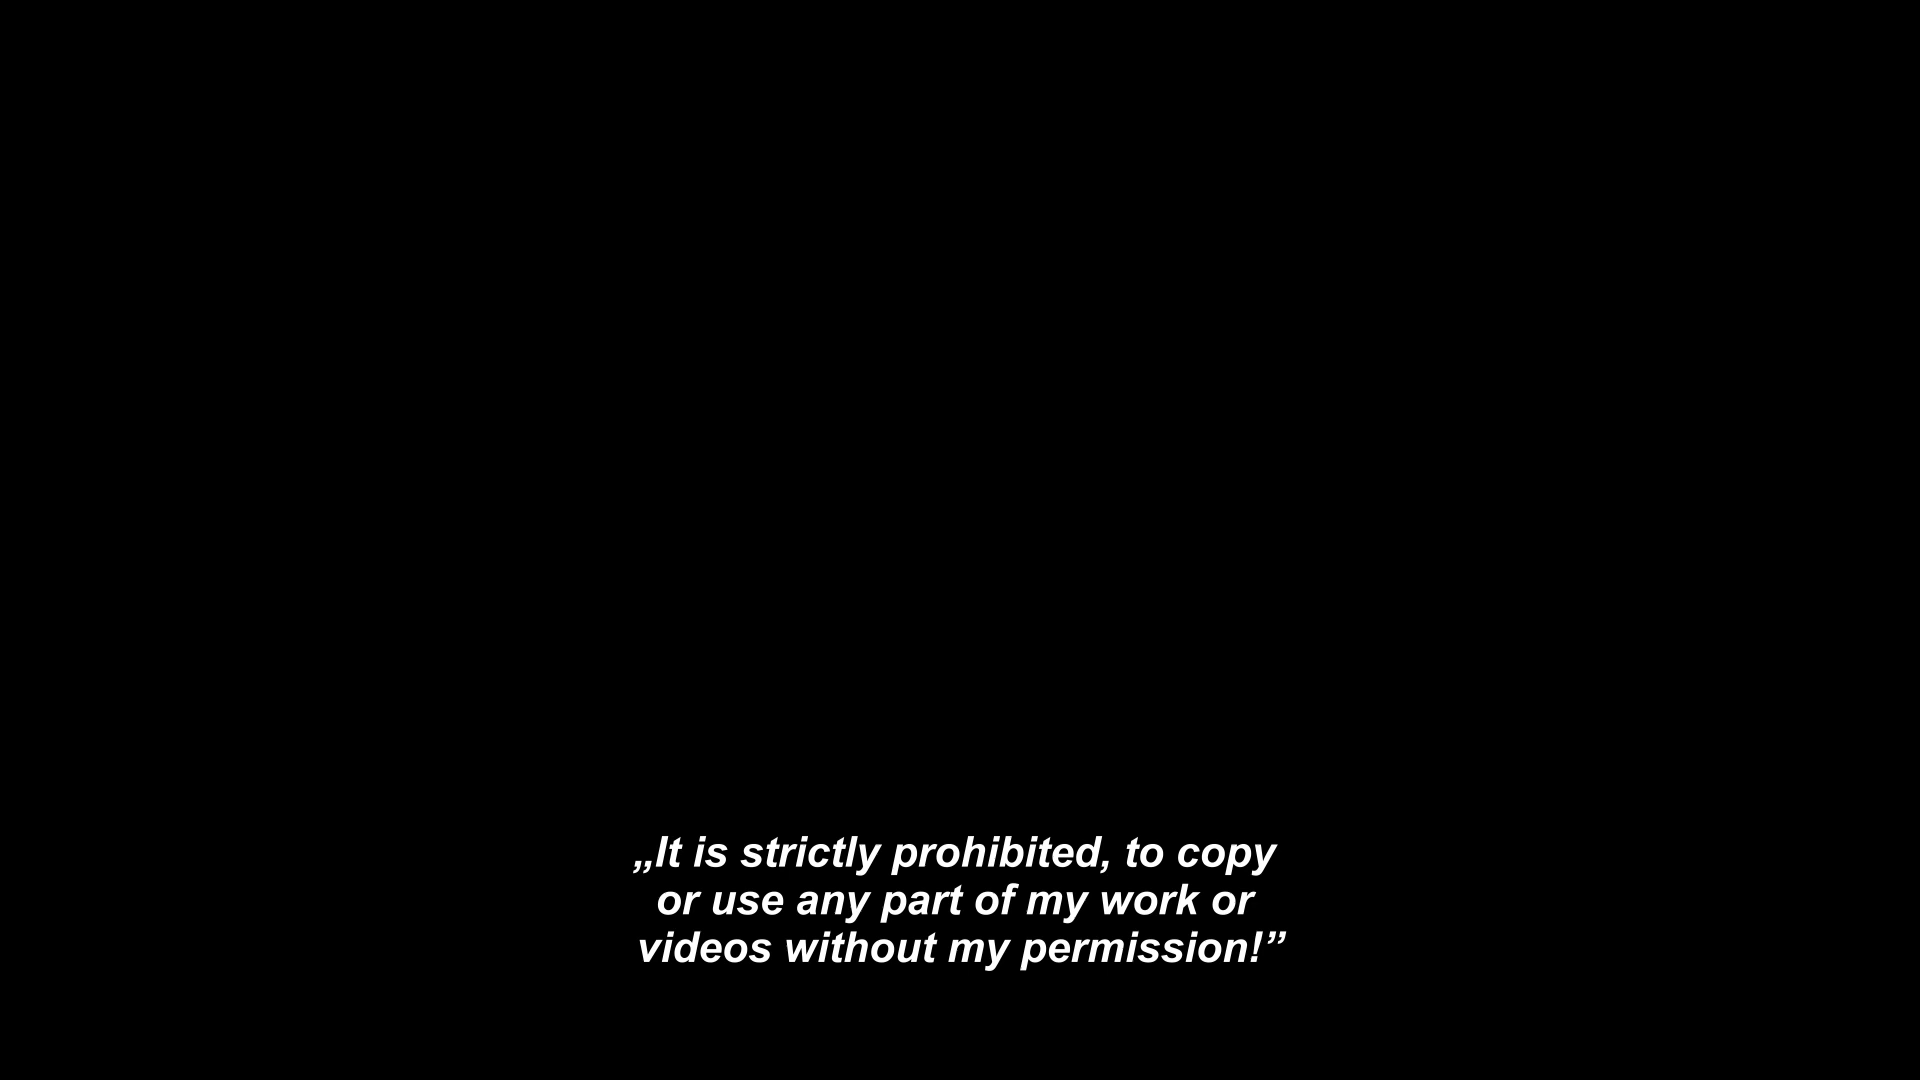 „It is strictly prohibited, to copy
or use any part of my work or
videos without my permission!”